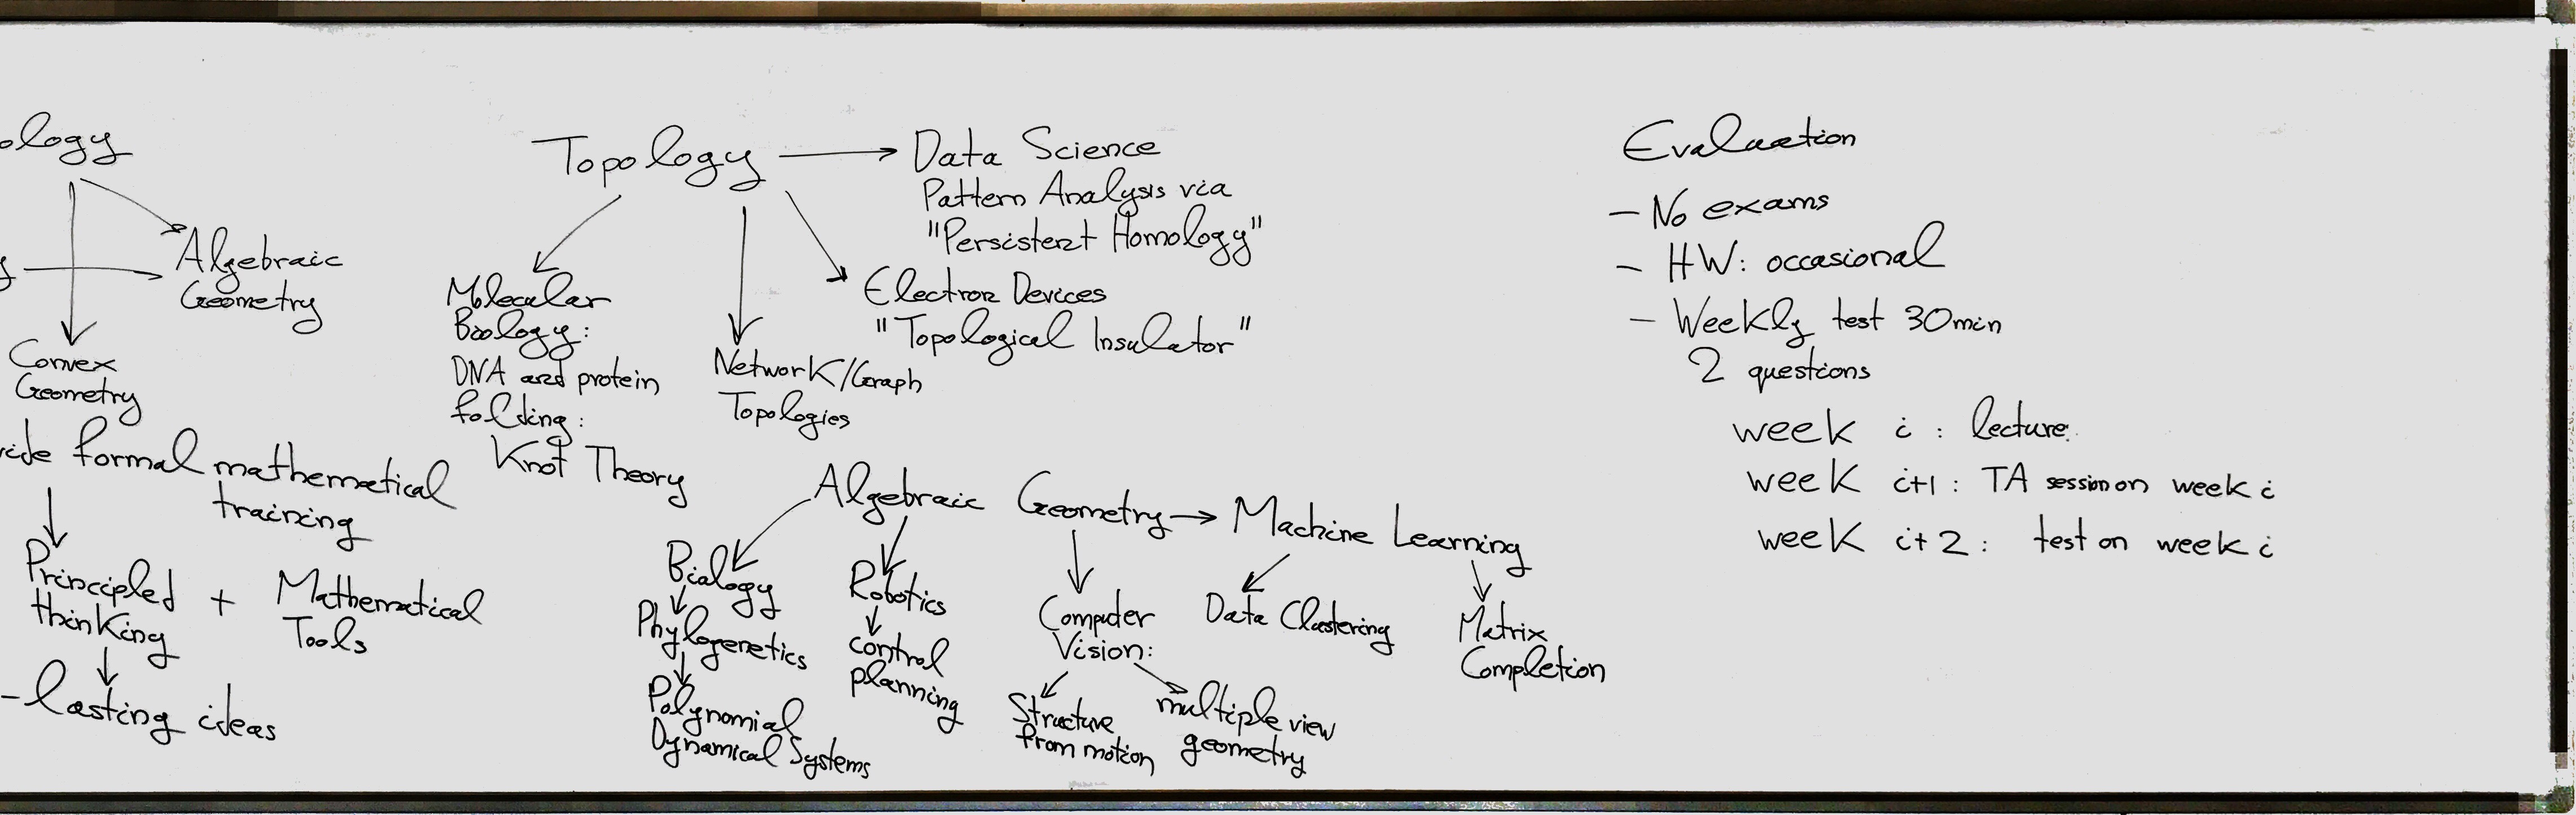 ology
Algebraic
Geometry
Convex
Geometry
formal mathematical
training
Principled
thinking
+
Mathematical
Tools
-lasting ideas
Topology
Data Science
Pattern Analysis via
"Persistent Homology"
Electron Devices
"Topological Insulator"
Molecular
Biology:
DNA and protein
folding:
Knot Theory
Network/Graph
Topologies
Algebraic Geometry → Machine Learning
Biology
Phylogenetics
Polynomial
Dynamical Systems
Robotics
control
planning
Computer
Vision:
Structure
from motion
multiple view
geometry
Data Clustering
Matrix
Completion
Evaluation
- No exams
- HW: occasional
- Weekly test 30min
2 questions
week i : lecture
week i+1 : TA session on week i
week i+2 : test on week i